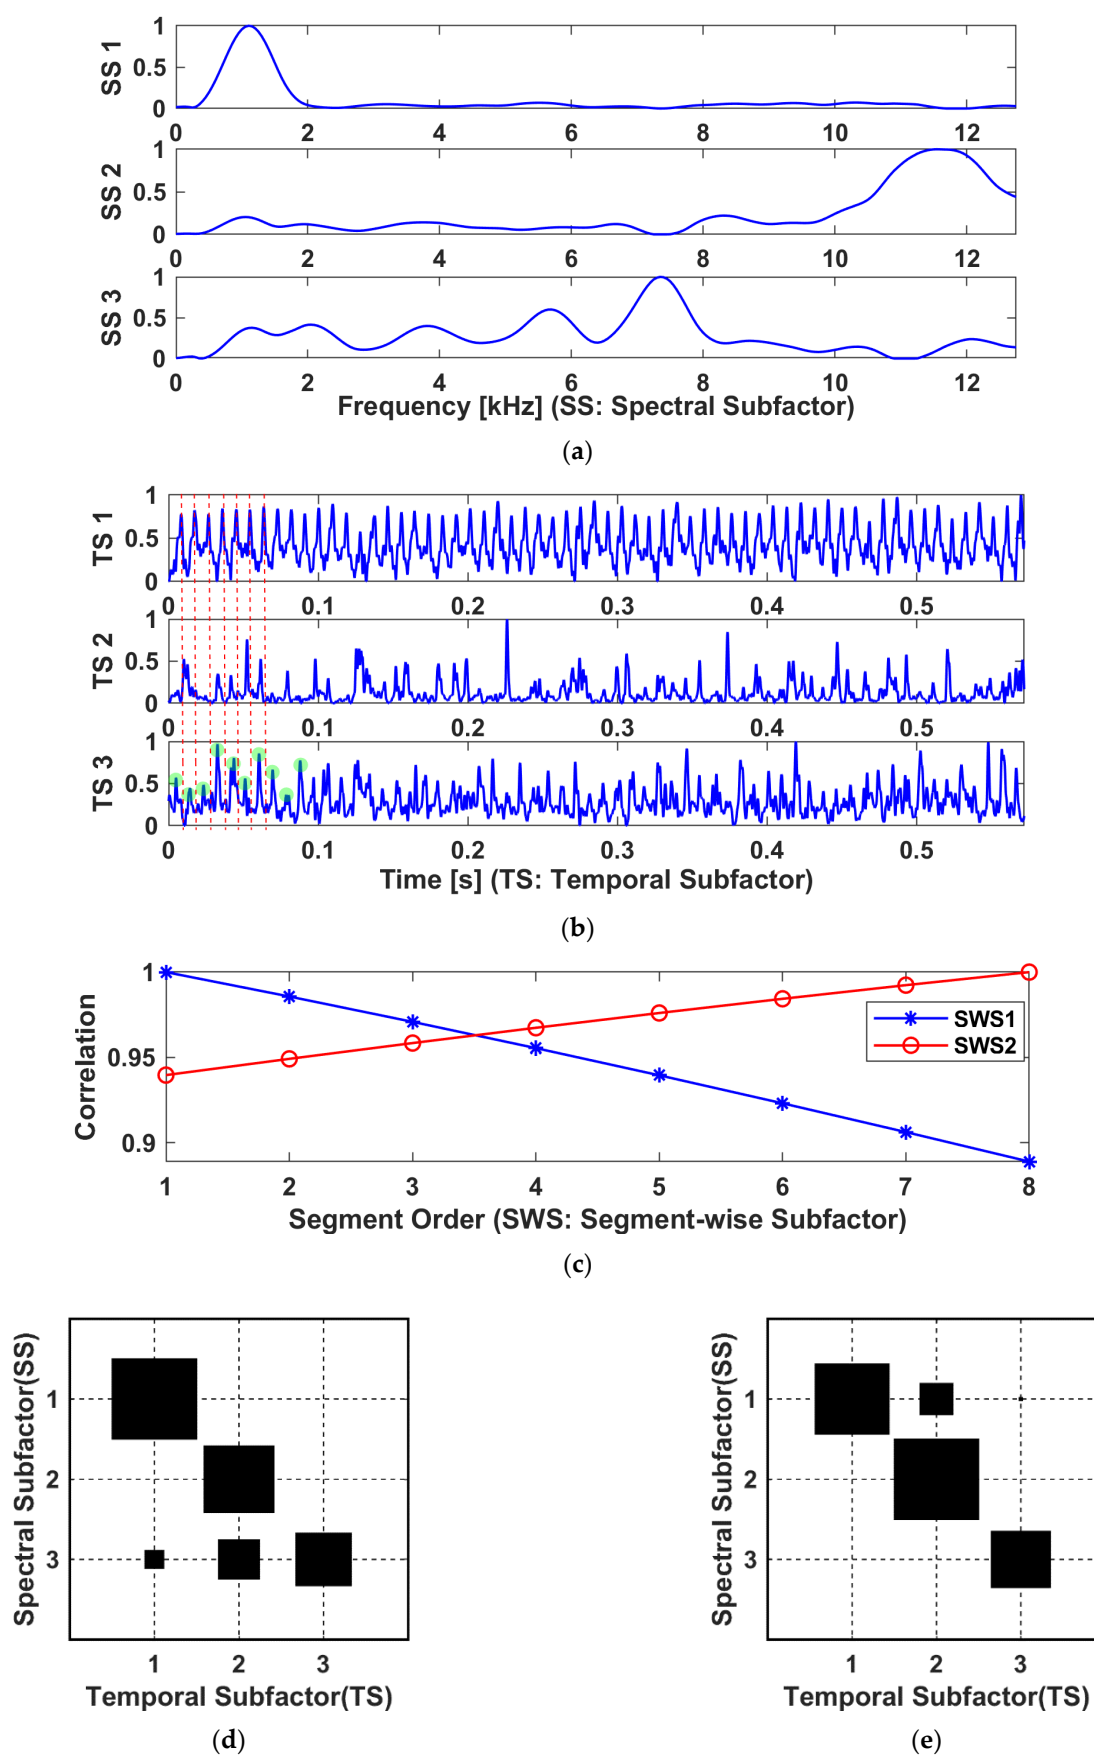 SS 1
1
0.5
0
0 2 4 6 8 10 12
SS 2
1
0.5
0
0 2 4 6 8 10 12
SS 3
1
0.5
0
0 2 4 6 8 10 12
Frequency [kHz] (SS: Spectral Subfactor)
(a)
TS 1
1
0.5
0
0 0.1 0.2 0.3 0.4 0.5
TS 2
1
0.5
0
0 0.1 0.2 0.3 0.4 0.5
TS 3
1
0.5
0
0 0.1 0.2 0.3 0.4 0.5
Time [s] (TS: Temporal Subfactor)
(b)
Correlation
1
0.95
0.9
SWS1
SWS2
1 2 3 4 5 6 7 8
Segment Order (SWS: Segment-wise Subfactor)
(c)
Spectral Subfactor(SS)
1
2
3
1 2 3
Temporal Subfactor(TS)
(d)
Spectral Subfactor(SS)
1
2
3
1 2 3
Temporal Subfactor(TS)
(e)